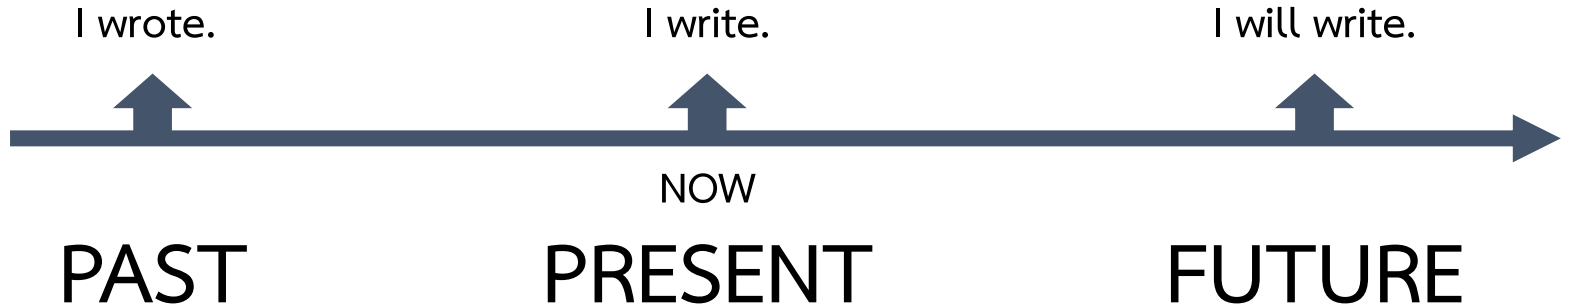 I wrote. I write. I will write.
NOW
PAST PRESENT FUTURE